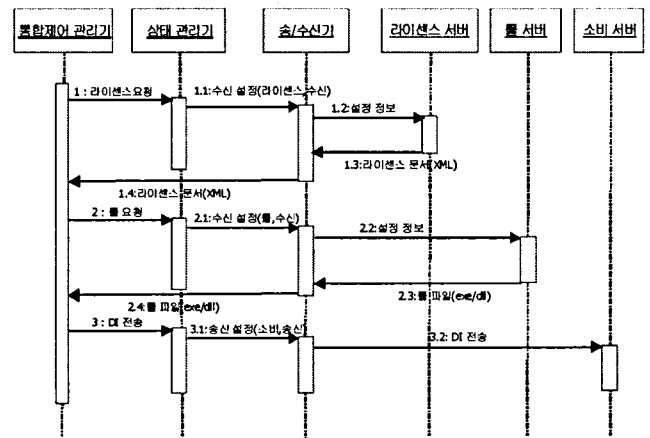 통합제어 관리기
상태 관리기
송/수신기
라이센스 서버
툴 서버
소비 서버
1 : 라이센스요청
1.1:수신 설정(라이센스,수신)
1.2:설정 정보
1.3:라이센스 문서(XML)
1.4:라이센스 문서(XML)
2 : 툴 요청
2.1:수신 설정(툴,수신)
2.2:설정 정보
2.3:툴 파일(exe/dll)
2.4:툴 파일(exe/dll)
3 : DI 전송
3.1:송신 설정(소비,송신)
3.2: DI 전송